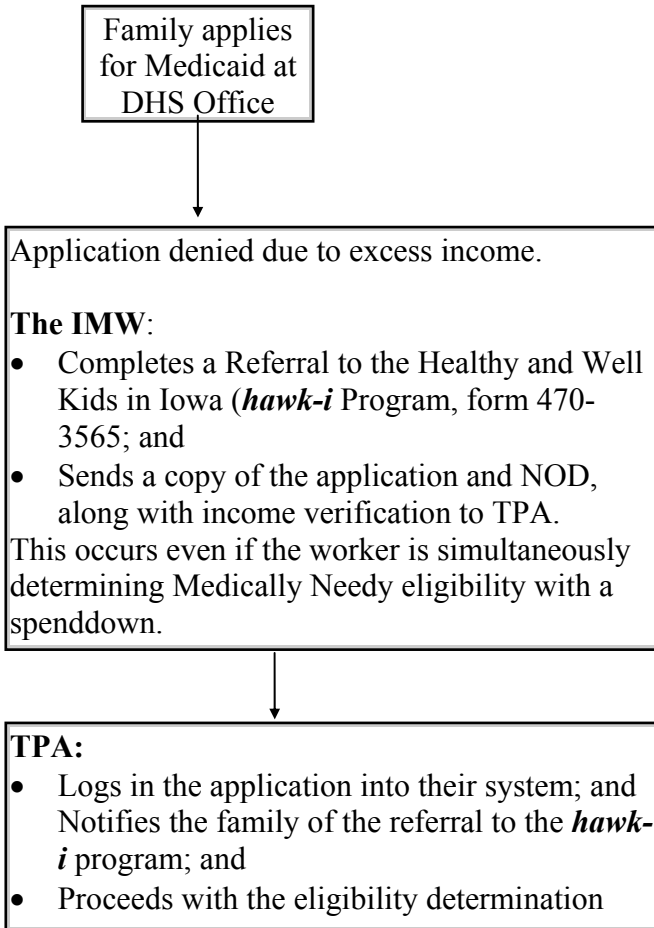 Family applies
for Medicaid at
DHS Office
Application denied due to excess income.
The IMW:
• Completes a Referral to the Healthy and Well
Kids in Iowa (hawk-i Program, form 470-
3565; and
• Sends a copy of the application and NOD,
along with income verification to TPA.
This occurs even if the worker is simultaneously
determining Medically Needy eligibility with a
spenddown.
TPA:
• Logs in the application into their system; and
Notifies the family of the referral to the hawk-
i program; and
• Proceeds with the eligibility determination